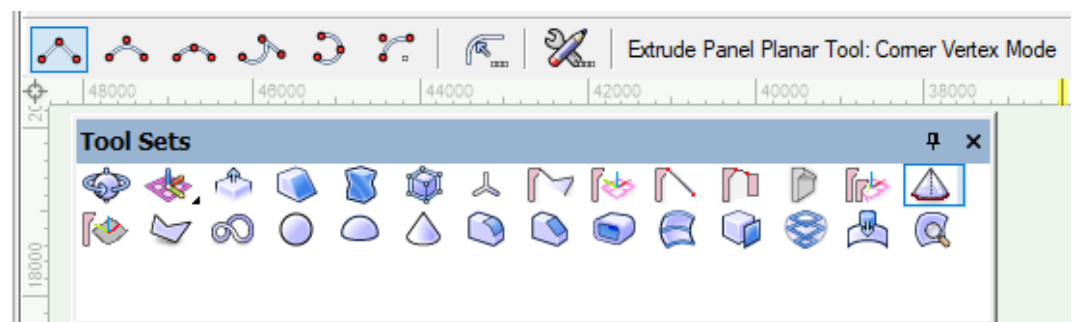 Extrude Panel Planar Tool: Corner Vertex Mode
48000 46000 44000 42000 40000 38000
Tool Sets
18000